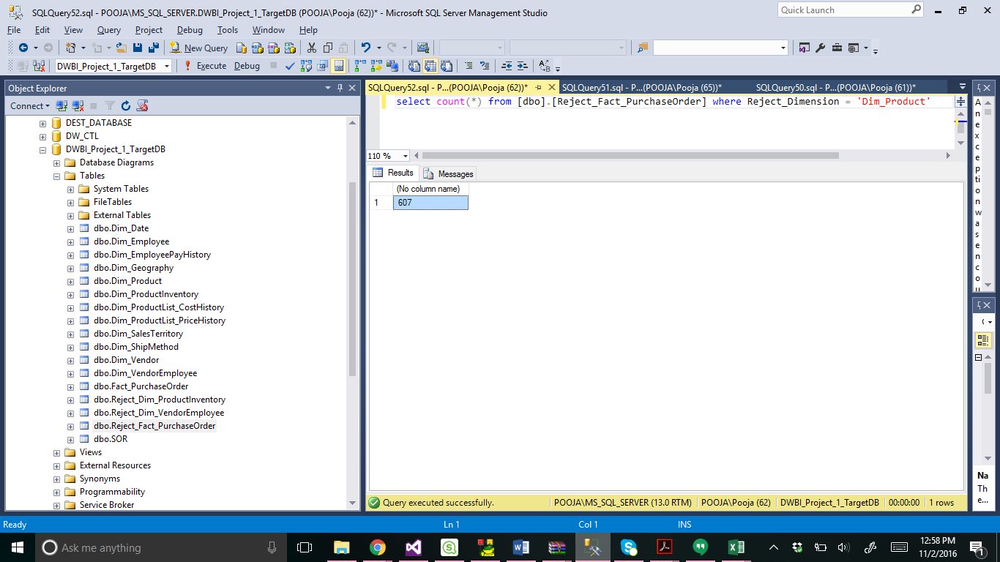 SQLQuery52.sql - POOJA\MS_SQL_SERVER.DWBI_Project_1_TargetDB (POOJA\Pooja (62))* - Microsoft SQL Server Management Studio
Quick Launch
File Edit View Query Project Debug Tools Window Help
New Query
DWBI_Project_1_TargetDB Execute Debug
Object Explorer
Connect
DEST_DATABASE
DW_CTL
DWBI_Project_1_TargetDB
Database Diagrams
Tables
System Tables
FileTables
External Tables
dbo.Dim_Date
dbo.Dim_Employee
dbo.Dim_EmployeePayHistory
dbo.Dim_Geography
dbo.Dim_Product
dbo.Dim_ProductInventory
dbo.Dim_ProductList_CostHistory
dbo.Dim_ProductList_PriceHistory
dbo.Dim_SalesTerritory
dbo.Dim_ShipMethod
dbo.Dim_Vendor
dbo.Dim_VendorEmployee
dbo.Fact_PurchaseOrder
dbo.Reject_Dim_ProductInventory
dbo.Reject_Dim_VendorEmployee
dbo.Reject_Fact_PurchaseOrder
dbo.SOR
Views
External Resources
Synonyms
Programmability
Service Broker
SQLQuery52.sql - P...(POOJA\Pooja (62))* SQLQuery51.sql - P...(POOJA\Pooja (65))* SQLQuery50.sql - P...(POOJA\Pooja (61))*
select count(*) from [dbo].[Reject_Fact_PurchaseOrder] where Reject_Dimension = 'Dim_Product'
110 %
Results Messages
(No column name)
1 607
Query executed successfully. POOJA\MS_SQL_SERVER (13.0 RTM) POOJA\Pooja (62) DWBI_Project_1_TargetDB 00:00:00 1 rows
A
n
e
x
c
e
p
ti
o
n
w
a
s
e
n
c
o
u
Na
Th
e...
Ready Ln 1 Col 1 INS
Ask me anything
12:58 PM
11/2/2016
1